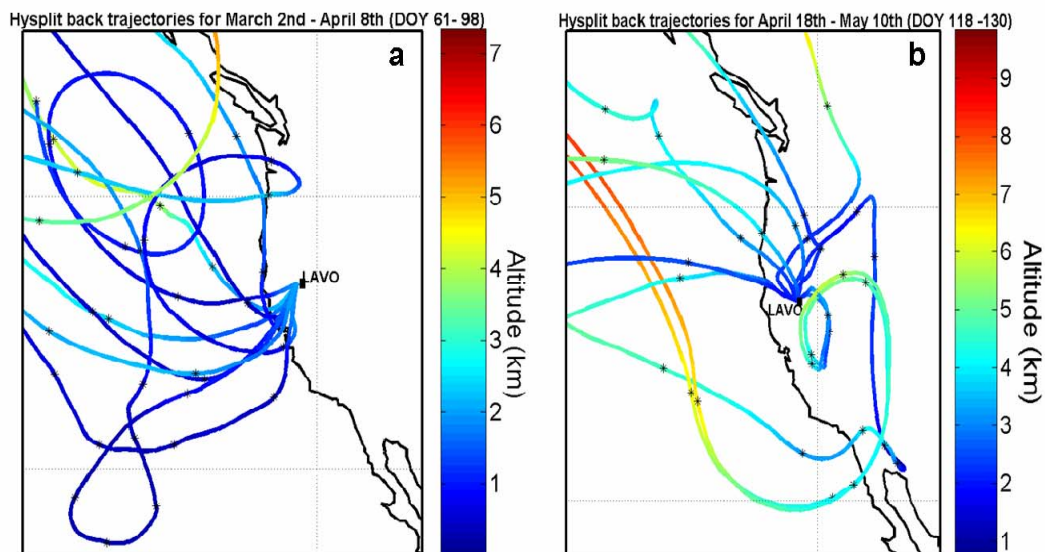 Hysplit back trajectories for March 2nd - April 8th (DOY 61- 98)
a
LAVO
7
6
5
4
3
2
1
Altitude (km)
Hysplit back trajectories for April 18th - May 10th (DOY 118 -130)
b
LAVO
9
8
7
6
5
4
3
2
1
Altitude (km)